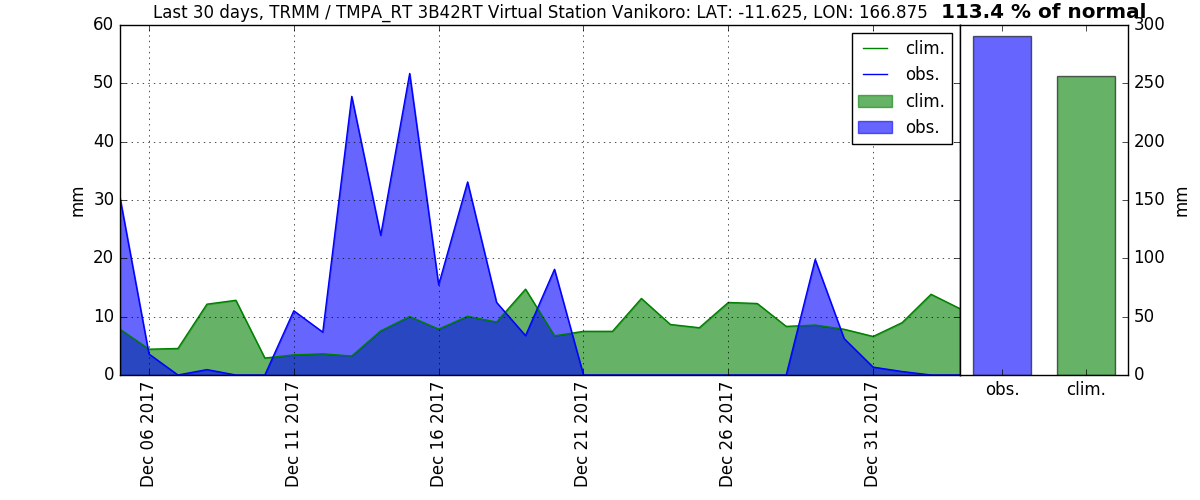 Last 30 days, TRMM / TMPA_RT 3B42RT Virtual Station Vanikoro: LAT: -11.625, LON: 166.875 113.4 % of normal
60
50
40
30
20
10
0
mm
clim.
obs.
clim.
obs.
Dec 06 2017
Dec 11 2017
Dec 16 2017
Dec 21 2017
Dec 26 2017
Dec 31 2017
300
250
200
150
100
50
0
mm
obs. clim.